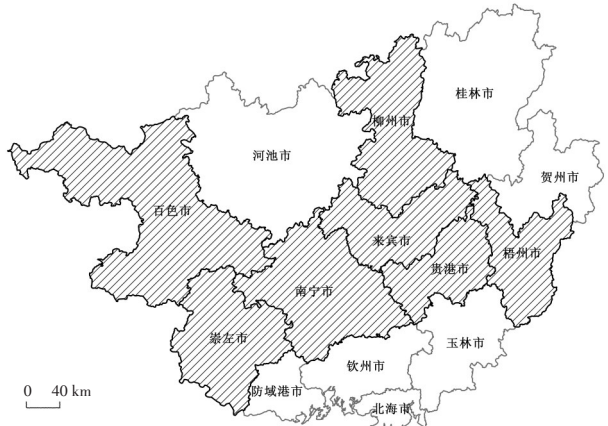 桂林市
柳州市
河池市
贺州市
百色市
来宾市
梧州市
贵港市
南宁市
崇左市
玉林市
钦州市
防域港市
北海市
0 40 km